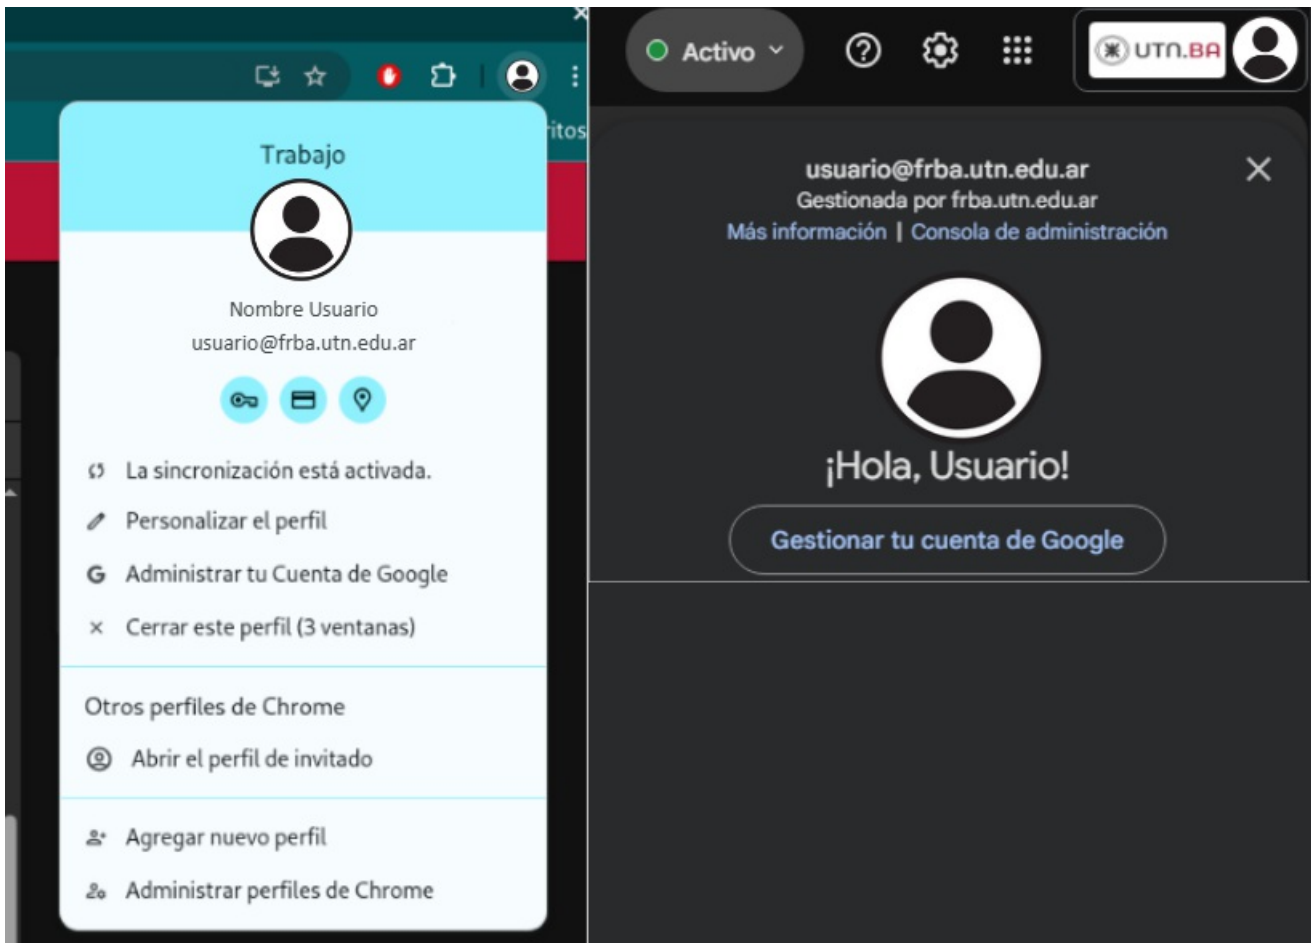 ritos
Trabajo
Nombre Usuario
usuario@frba.utn.edu.ar
La sincronización está activada.
Personalizar el perfil
G Administrar tu Cuenta de Google
Cerrar este perfil (3 ventanas)
Otros perfiles de Chrome
Abrir el perfil de invitado
Agregar nuevo perfil
Administrar perfiles de Chrome
Activo
UTN.BA
usuario@frba.utn.edu.ar
Gestionada por frba.utn.edu.ar
Más información | Consola de administración
¡Hola, Usuario!
Gestionar tu cuenta de Google